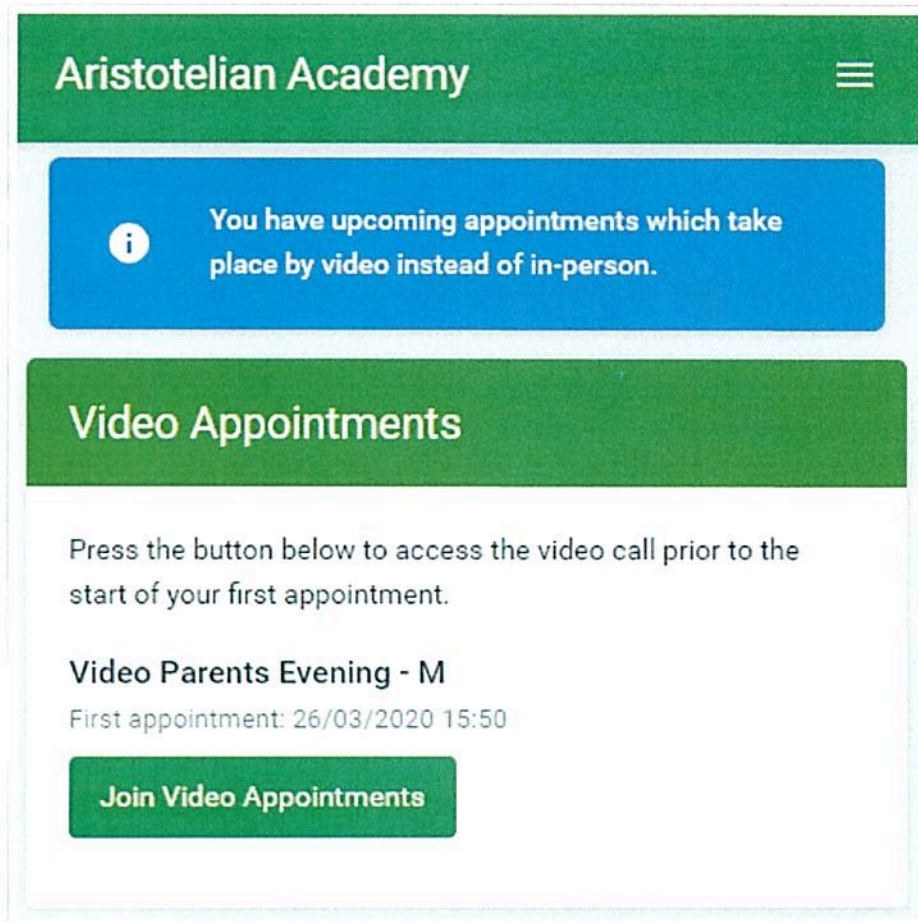 Aristotelian Academy
You have upcoming appointments which take
place by video instead of in-person.
Video Appointments
Press the button below to access the video call prior to the
start of your first appointment.
Video Parents Evening - M
First appointment: 26/03/2020 15:50
Join Video Appointments